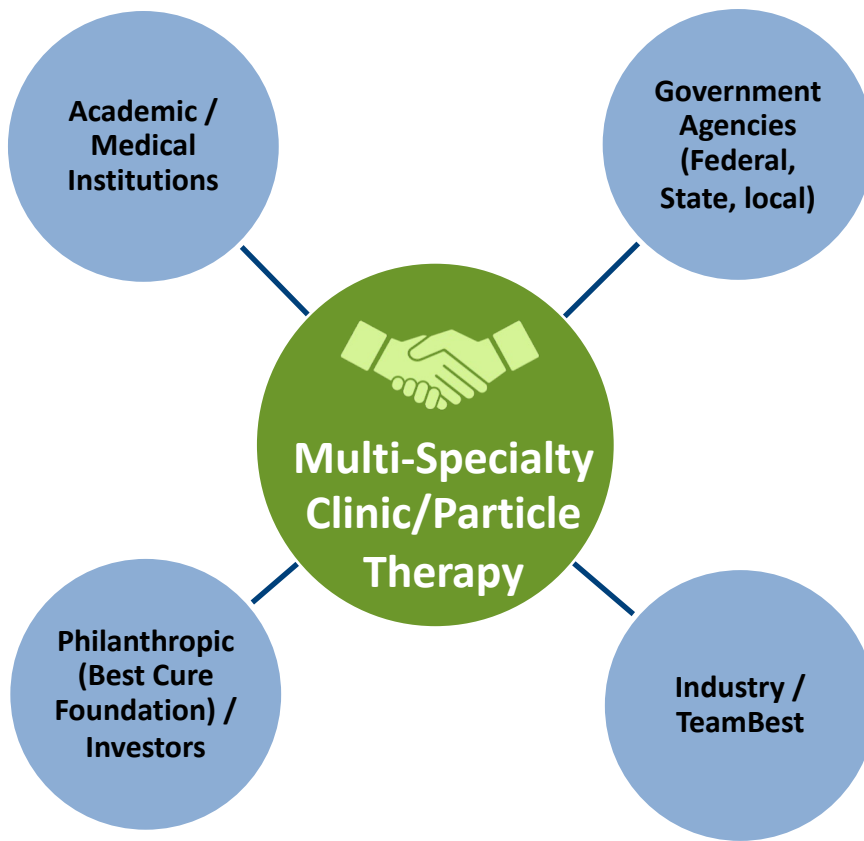 Academic /
Medical
Institutions
Government
Agencies
(Federal,
State, local)
Multi-Specialty
Clinic/Particle
Therapy
Philanthropic
(Best Cure
Foundation) /
Investors
Industry /
TeamBest